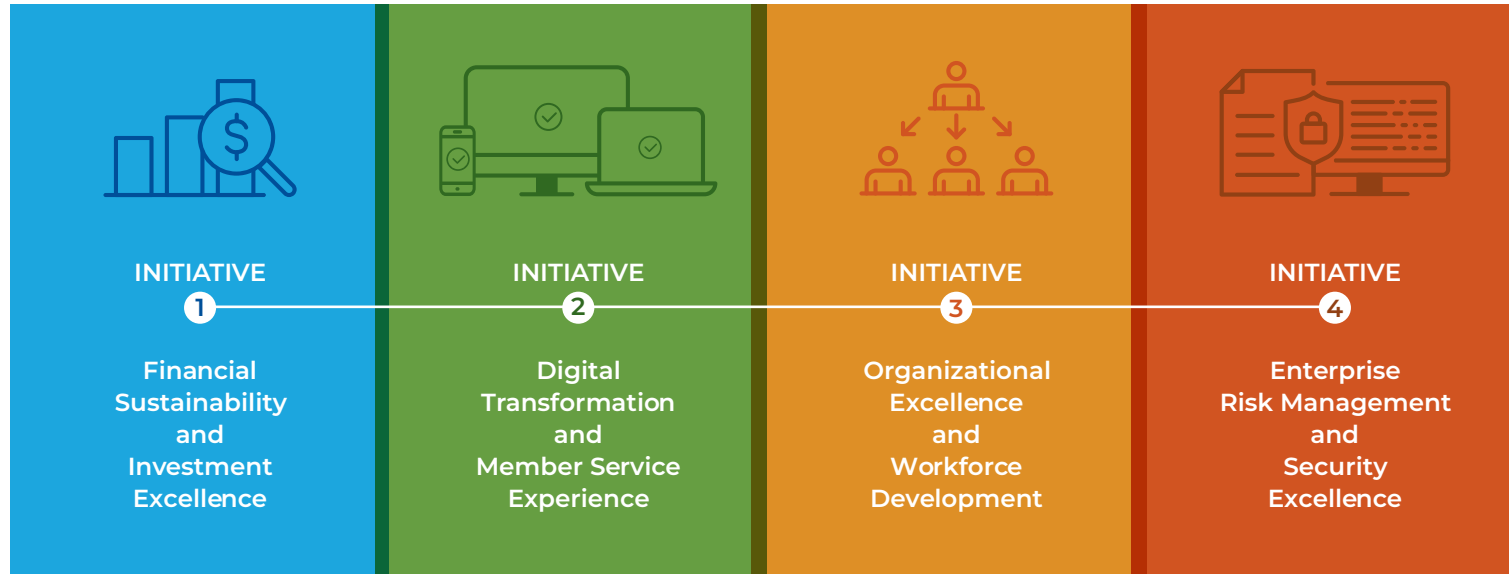 INITIATIVE
1
Financial
Sustainability
and
Investment
Excellence
INITIATIVE
2
Digital
Transformation
and
Member Service
Experience
INITIATIVE
3
Organizational
Excellence
and
Workforce
Development
INITIATIVE
4
Enterprise
Risk Management
and
Security
Excellence
$